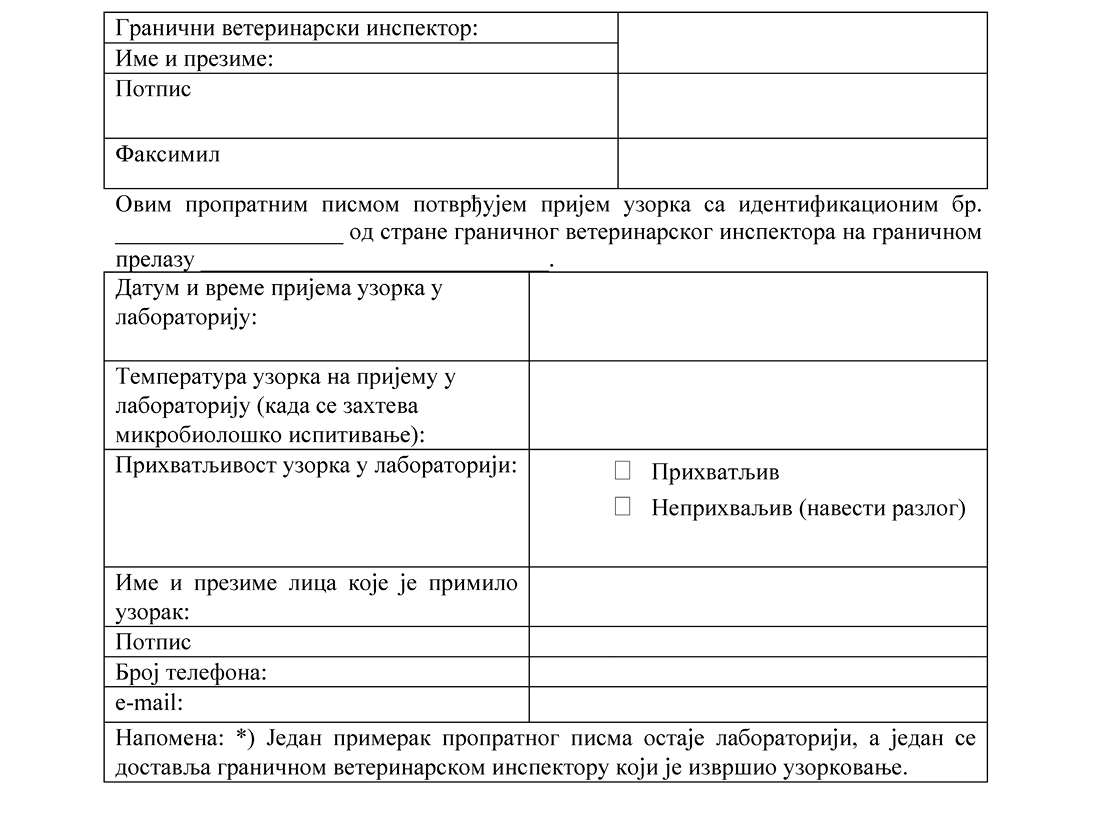 Гранични ветеринарски инспектор:
Име и презиме:
Потпис
Факсимил
Овим пропратним писмом потврђујем пријем узорка са идентификационим бр.
___________________ од стране граничног ветеринарског инспектора на граничном
прелазу _____________________________.
Датум и време пријема узорка у
лабораторију:
Температура узорка на пријему у
лабораторију (када се захтева
микробиолошко испитивање):
Прихватљивост узорка у лабораторији:
☐ Прихватљив
☐ Неприхваљив (навести разлог)
Име и презиме лица које је примило
узорак:
Потпис
Број телефона:
e-mail:
Напомена: *) Један примерак пропратног писма остаје лабораторији, а један се
доставља граничном ветеринарском инспектору који је извршио узорковање.